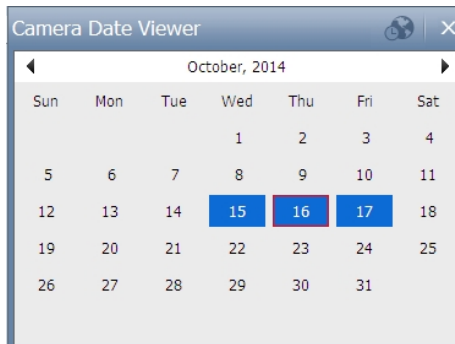 Camera Date Viewer
October, 2014
Sun Mon Tue Wed Thu Fri Sat
1 2 3 4
5 6 7 8 9 10 11
12 13 14 15 16 17 18
19 20 21 22 23 24 25
26 27 28 29 30 31